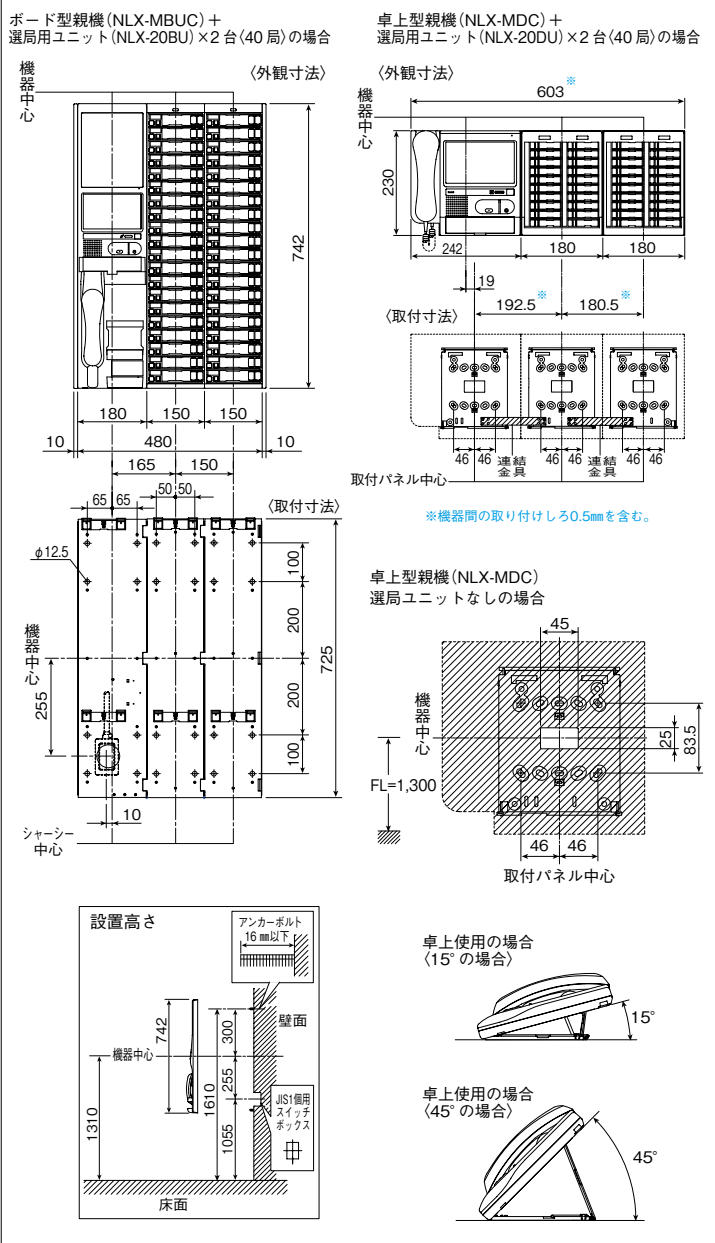 ボード型親機(NLX-MBUC)+
選局用ユニット(NLX-20BU)×2台〈40局〉の場合
〈外観寸法〉
機器中心
742
180
150
150
10
480
10
165
150
〈取付寸法〉
65
65
50
50
φ12.5
100
200
725
機器中心
255
200
100
10
シャーシー
中心
卓上型親機(NLX-MDC)+
選局用ユニット(NLX-20DU)×2台〈40局〉の場合
〈外観寸法〉
※
603
機器中心
230
242
180
180
19
※
※
192.5
180.5
〈取付寸法〉
46
46
連結
金具
46
46
連結
金具
46
46
取付パネル中心
※機器間の取り付けしろ0.5㎜を含む。
卓上型親機(NLX-MDC)
選局ユニットなしの場合
45
機器中心
25
83.5
FL=1,300
46
46
取付パネル中心
設置高さ
アンカーボルト
16㎜以下
742
300
壁面
機器中心
1610
255
1310
1055
JIS1個用
スイッチ
ボックス
床面
卓上使用の場合
〈15°の場合〉
15°
卓上使用の場合
〈45°の場合〉
45°